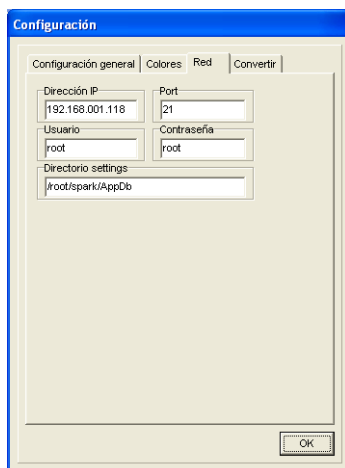 Configuración
Configuración general Colores Red Convertir
Dirección IP Port
192.168.001.118 21
Usuario Contraseña
root root
Directorio settings
/root/spark/AppDb
OK